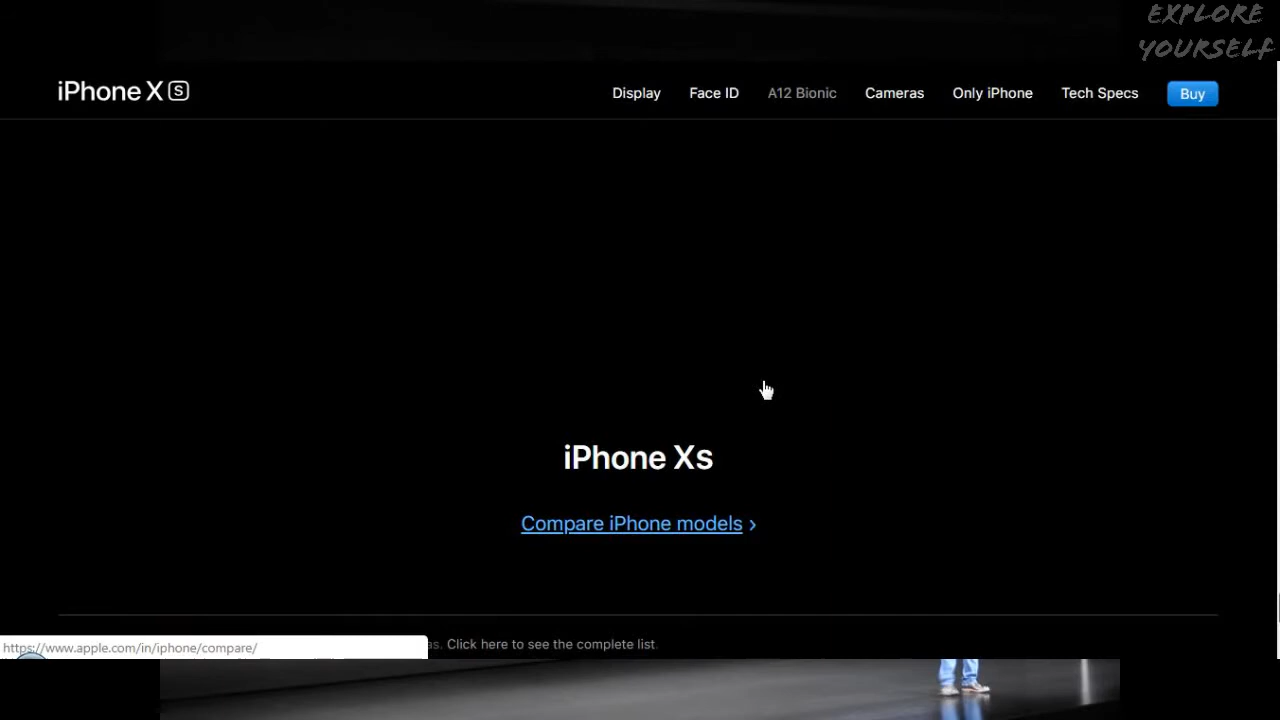 EXPLORE
YOURSELF
iPhone XS
Display Face ID A12 Bionic Cameras Only iPhone Tech Specs Buy
iPhone Xs
Compare iPhone models >
as. Click here to see the complete list.
https://www.apple.com/in/iphone/compare/